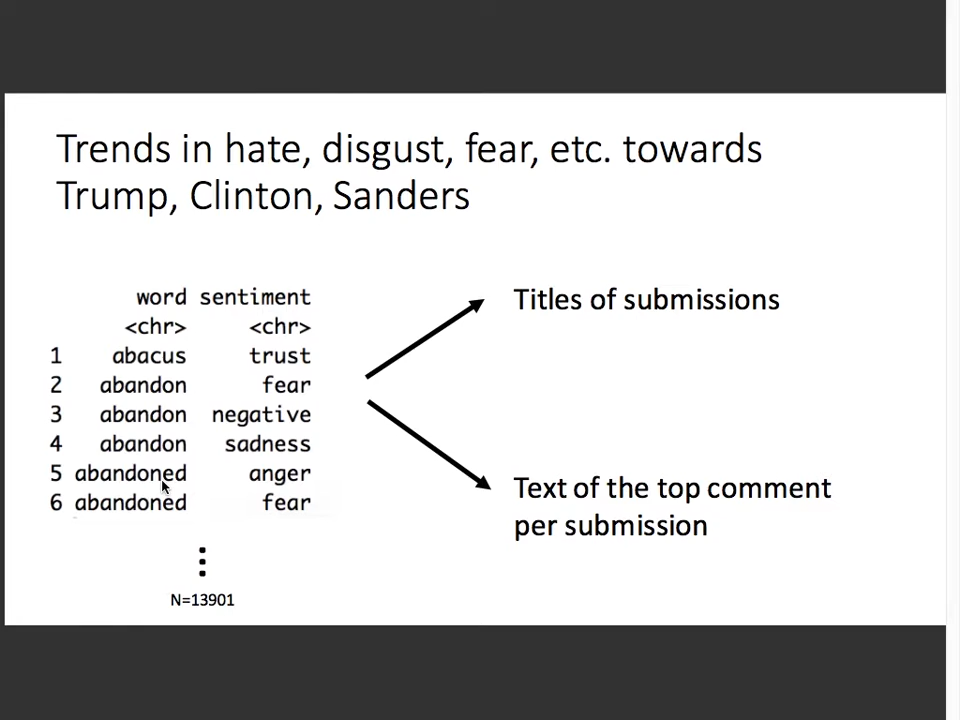 Trends in hate, disgust, fear, etc. towards
Trump, Clinton, Sanders
word sentiment
<chr> <chr>
1 abacus trust
2 abandon fear
3 abandon negative
4 abandon sadness
5 abandoned anger
6 abandoned fear
N=13901
Titles of submissions
Text of the top comment
per submission